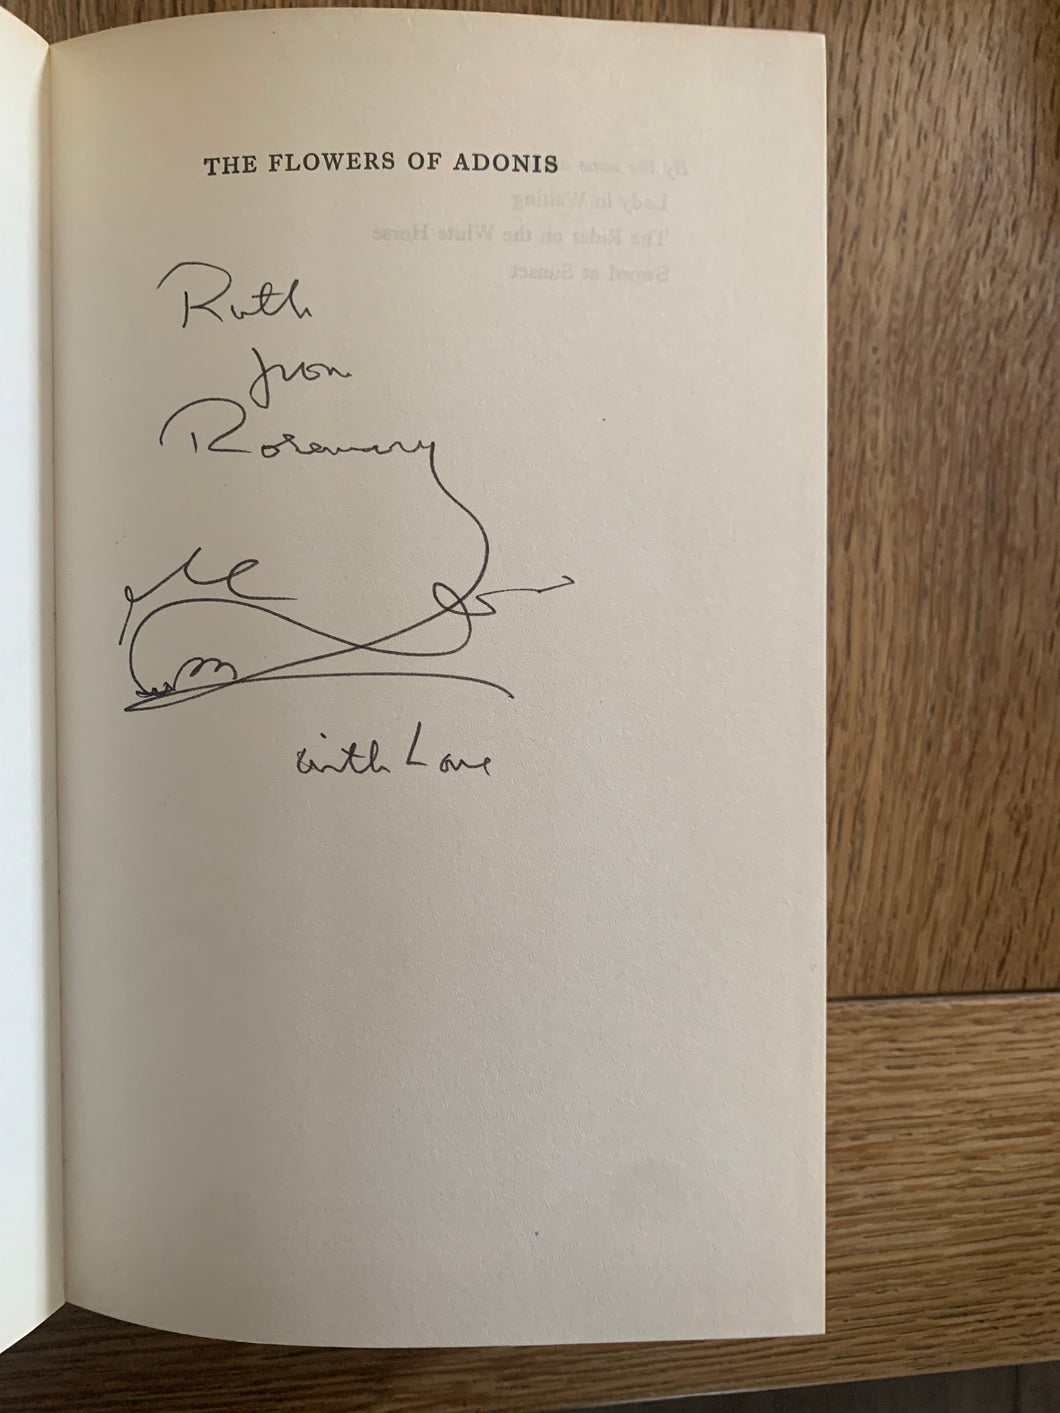 THE FLOWERS OF ADONIS
By the same
Lady in Waiting
The Rider on the White Horse
Sword at Sunset
Ruth
from
Rosemary
with Love